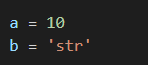 a = 10
b = 'str'